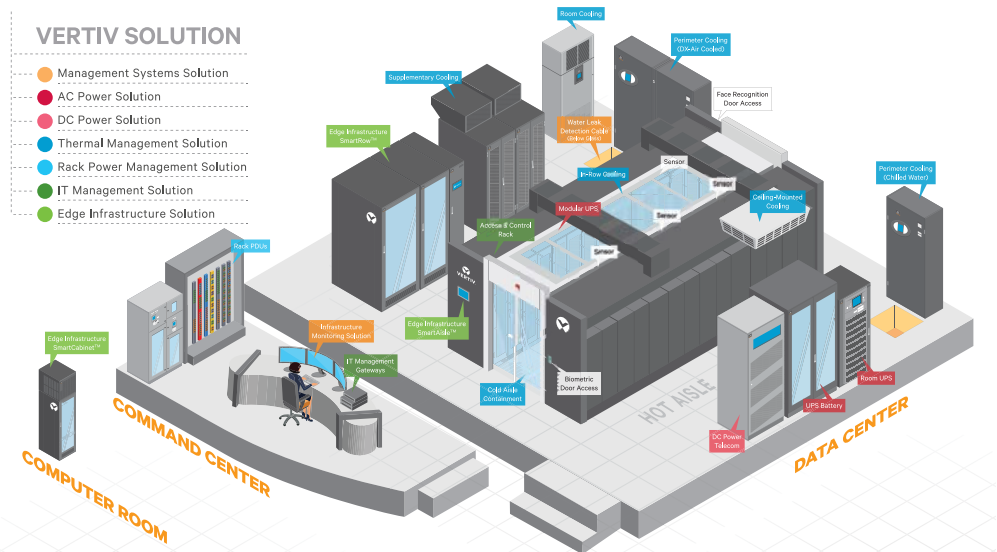 VERTIV SOLUTION
Management Systems Solution
AC Power Solution
DC Power Solution
Thermal Management Solution
Rack Power Management Solution
IT Management Solution
Edge Infrastructure Solution
Room Cooling
Perimeter Cooling
(DX-Air Cooled)
Supplementary Cooling
Face Recognition
Door Access
Edge Infrastructure
SmartRow™
Water Leak
Detection Cable
(Below Grids)
Sensor
In-Row Cooling
Sensor
Perimeter Cooling
(Chilled Water)
Ceiling-Mounted
Cooling
Modular UPS
Sensor
Access & Control
Rack
Sensor
Rack PDUs
VERTIV
Edge Infrastructure
SmartAisle™
Infrastructure
Monitoring Solution
Edge Infrastructure
SmartCabinet™
IT Management
Gateways
Cold Aisle
Containment
Biometric
Door Access
Room UPS
HOT AISLE
UPS Battery
DC Power
Telecom
DATA CENTER
COMMAND CENTER
COMPUTER ROOM